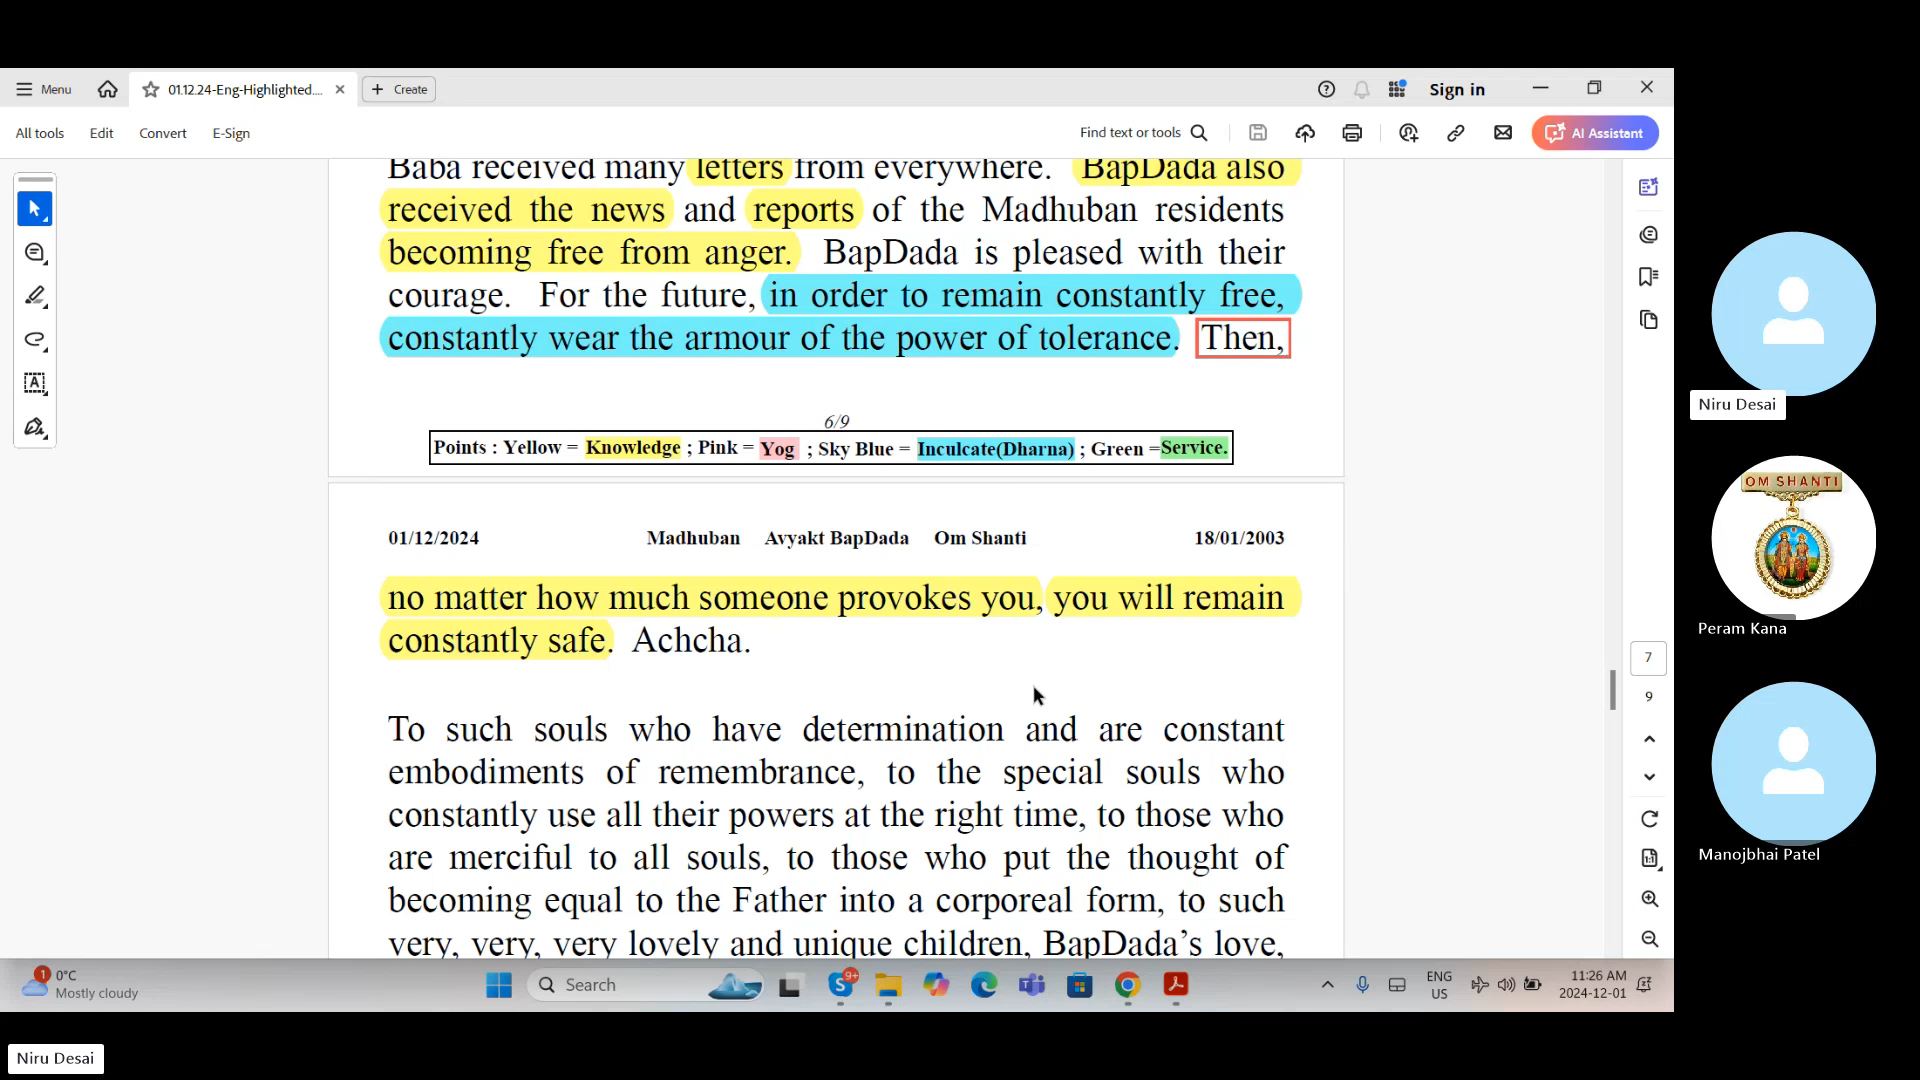 Menu
01.12.24-Eng-Highlighted....
Create
Sign in
All tools
Edit
Convert
E-Sign
Find text or tools
AI Assistant
Baba received many letters from everywhere. BapDada also
received the news and reports of the Madhuban residents
becoming free from anger. BapDada is pleased with their
courage. For the future, in order to remain constantly free,
constantly wear the armour of the power of tolerance. Then,
6/9
Points : Yellow = Knowledge ; Pink = Yog ; Sky Blue = Inculcate(Dharna) ; Green =Service.
01/12/2024 Madhuban Avyakt BapDada Om Shanti 18/01/2003
no matter how much someone provokes you, you will remain
constantly safe. Achcha.
To such souls who have determination and are constant
embodiments of remembrance, to the special souls who
constantly use all their powers at the right time, to those who
are merciful to all souls, to those who put the thought of
becoming equal to the Father into a corporeal form, to such
very, very, very lovely and unique children, BapDada's love,
7
9
1:1
Niru Desai
OM SHANTI
Peram Kana
Manojbhai Patel
1
0°C
Mostly cloudy
Search
9+
ENG
US
11:26 AM
2024-12-01
Niru Desai